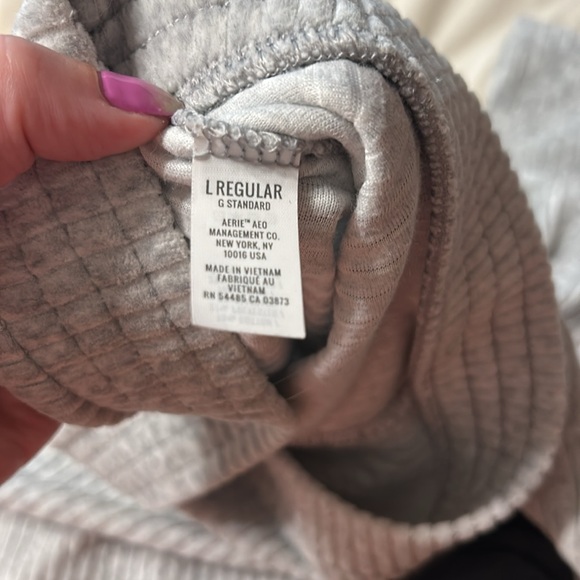 L REGULAR
G STANDARD
AERIE™ AEO
MANAGEMENT CO.
NEW YORK, NY
10016 USA
MADE IN VIETNAM
FABRIQUÉ AU
VIETNAM
RN 54485 CA 03873